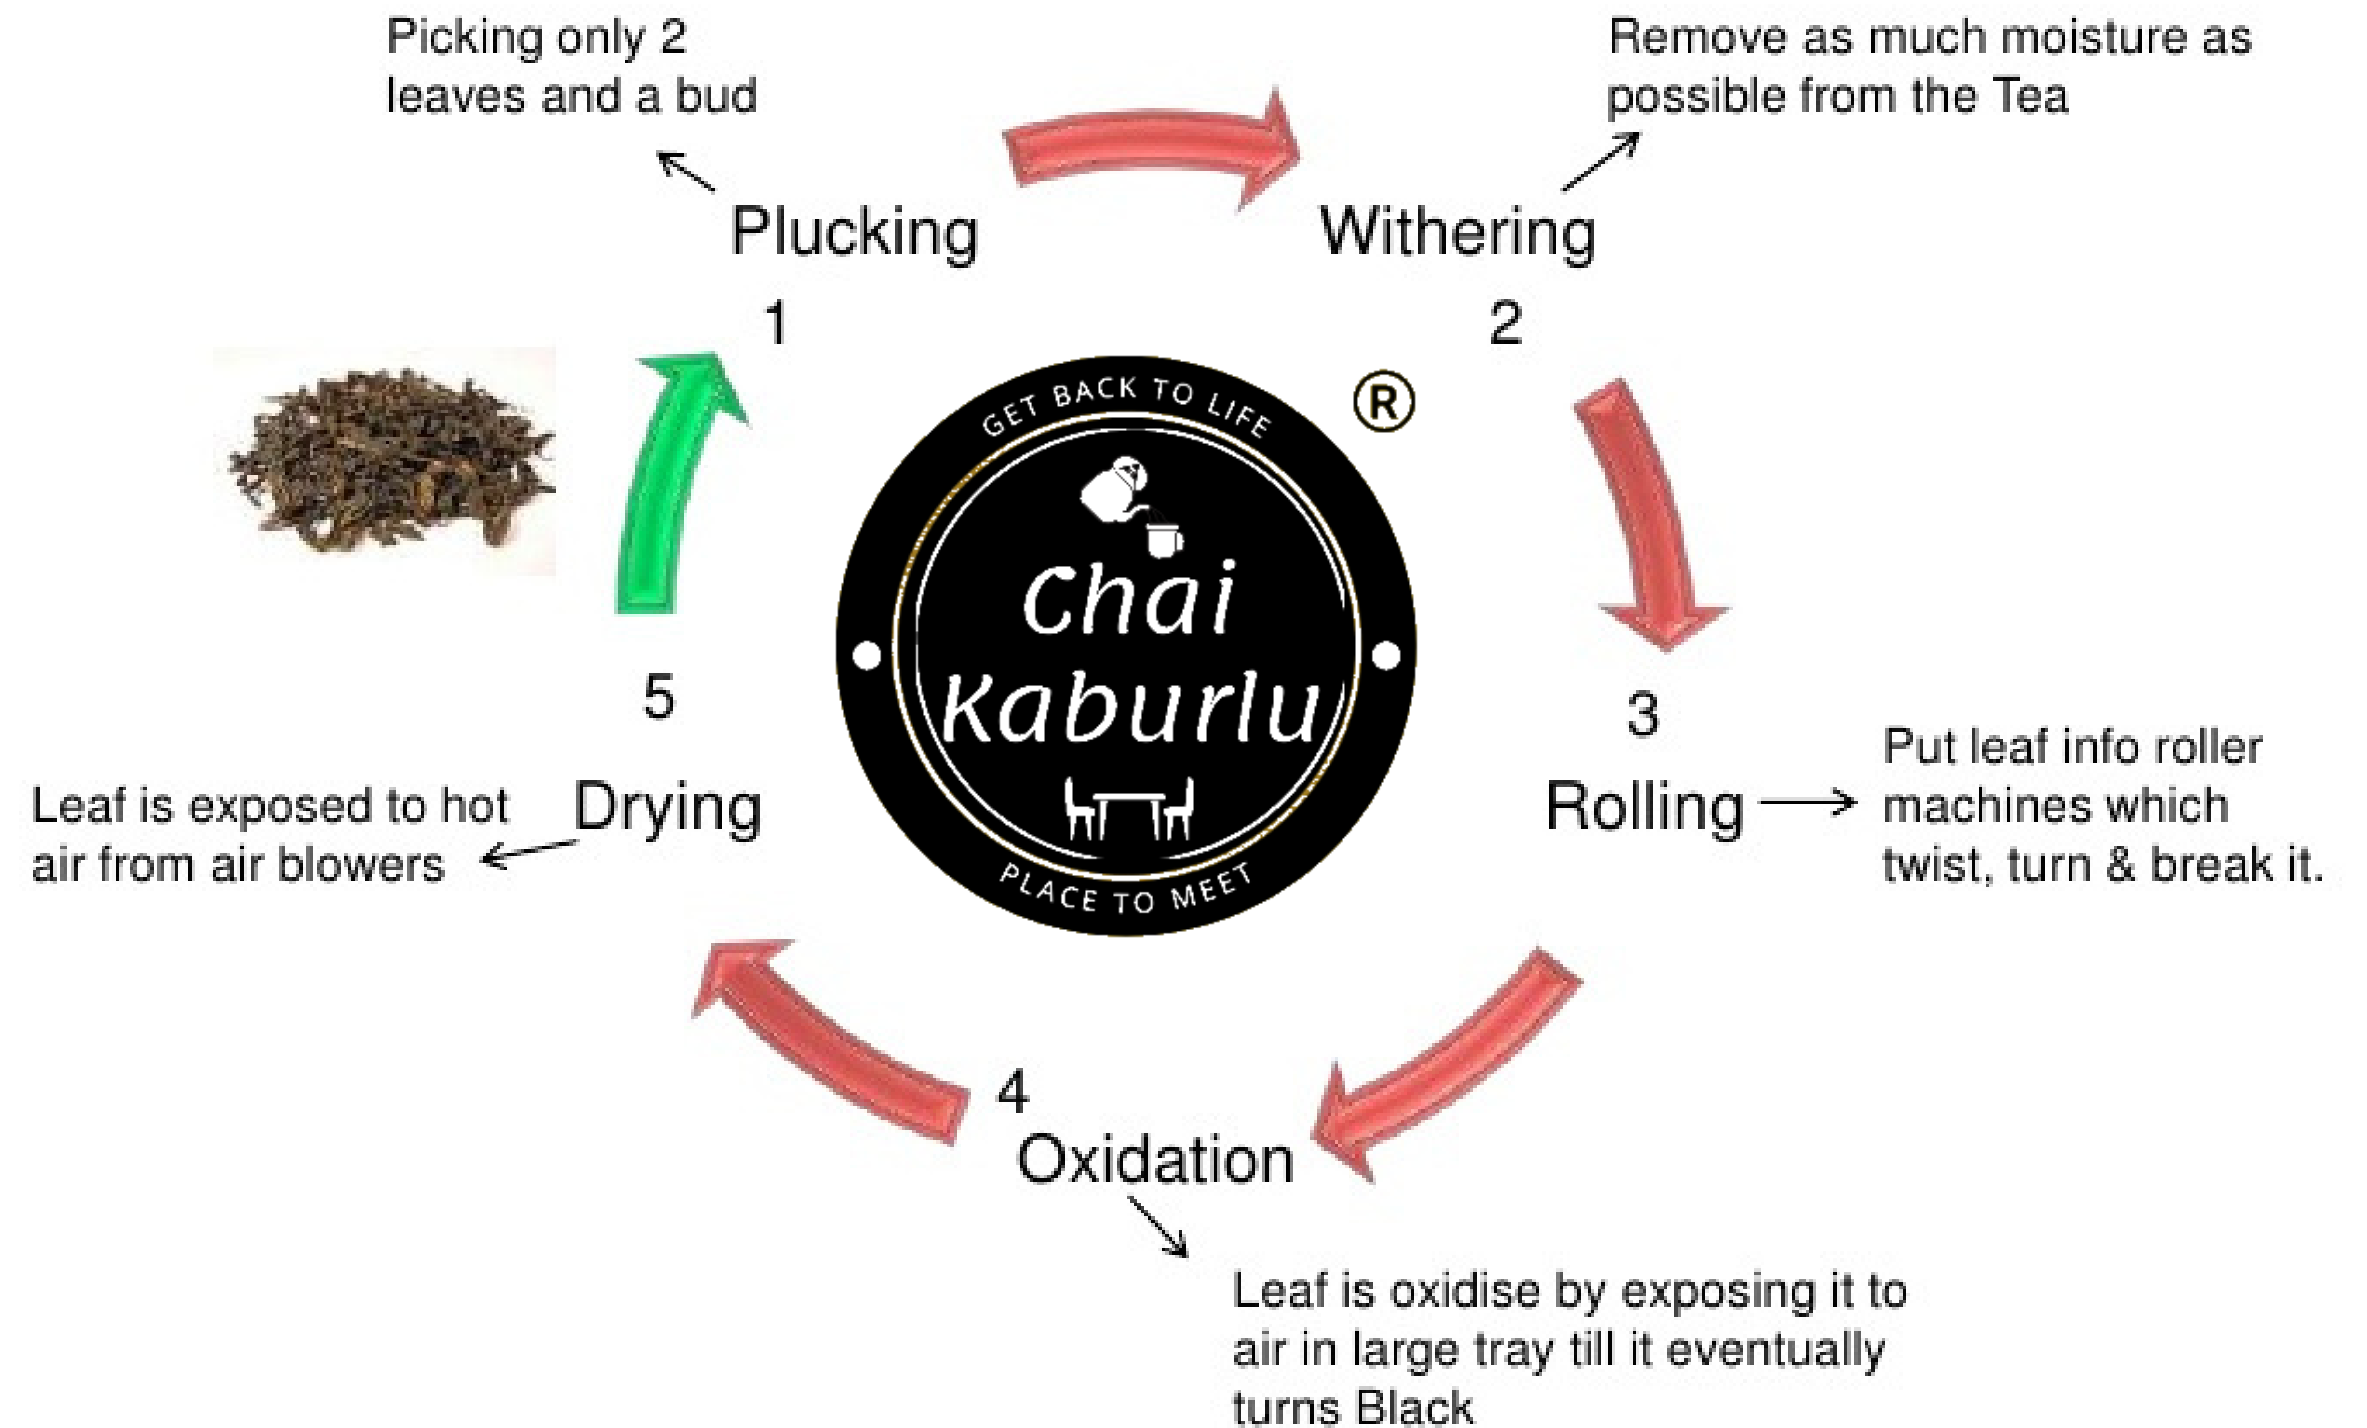 Picking only 2
leaves and a bud
Remove as much moisture as
possible from the Tea
Plucking
Withering
1
2
GET BACK TO LIFE
®
Chai
Kaburlu
PLACE TO MEET
3
Rolling
Put leaf info roller
machines which
twist, turn & break it.
4
Oxidation
Leaf is oxidise by exposing it to
air in large tray till it eventually
turns Black
5
Drying
Leaf is exposed to hot
air from air blowers